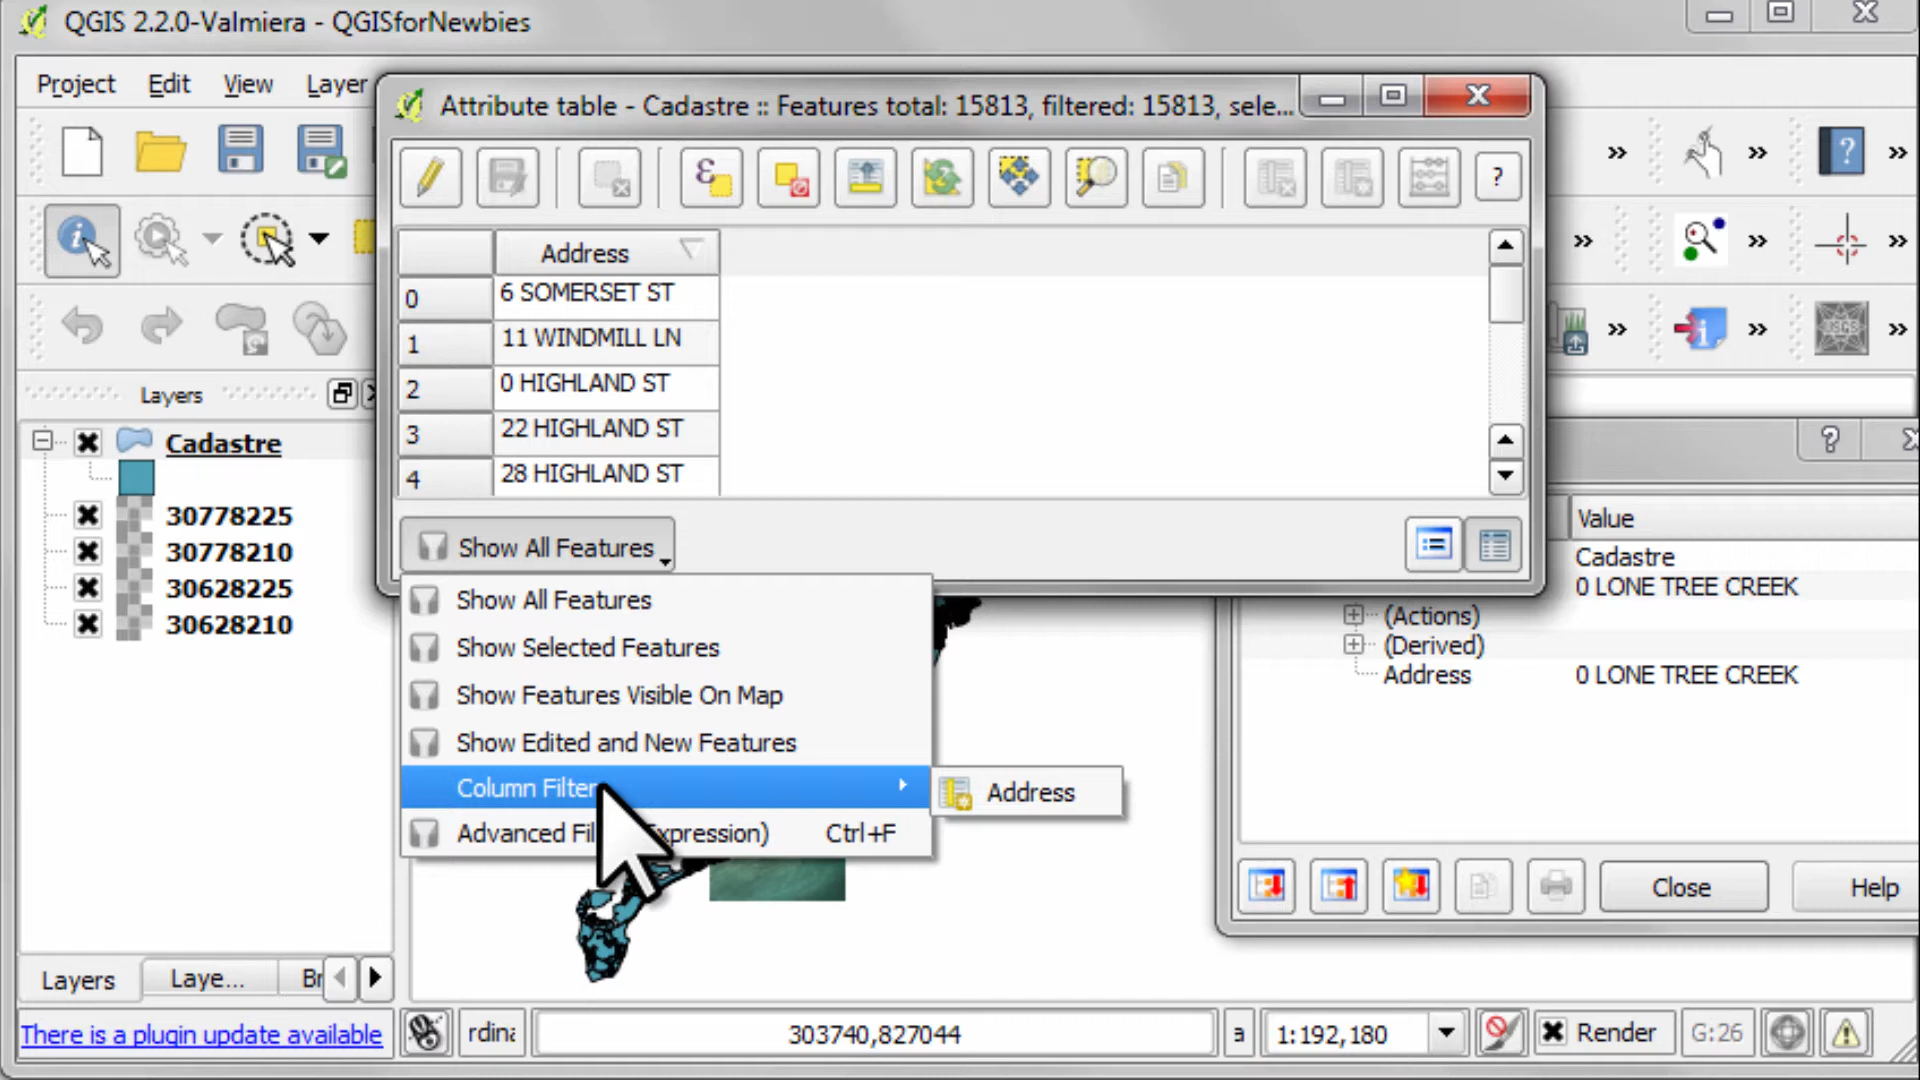 QGIS 2.2.0-Valmiera - QGISforNewbies
Project Edit View Layer
Attribute table - Cadastre :: Features total: 15813, filtered: 15813, sele...
?
?
Address
0 6 SOMERSET ST
1 11 WINDMILL LN
2 0 HIGHLAND ST
3 22 HIGHLAND ST
4 28 HIGHLAND ST
Show All Features
Show All Features
Show Selected Features
Show Features Visible On Map
Show Edited and New Features
Column Filter
Address
Advanced Fil xpression) Ctrl+F
Layers
Cadastre
30778225
30778210
30628225
30628210
?
Value
Cadastre
0 LONE TREE CREEK
(Actions)
(Derived)
Address 0 LONE TREE CREEK
Close Help
Layers Laye... Br
There is a plugin update available
rdina 303740,827044 a 1:192,180 Render G:26